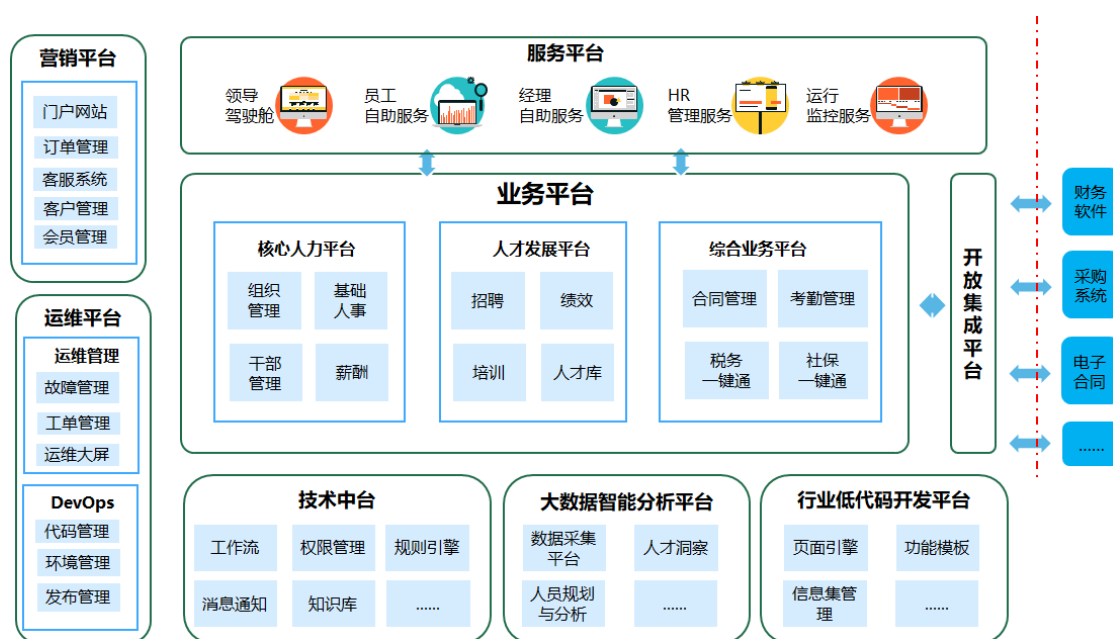 营销平台
门户网站
订单管理
客服系统
客户管理
会员管理
运维平台
运维管理
故障管理
工单管理
运维大屏
DevOps
代码管理
环境管理
发布管理
服务平台
领导
驾驶舱
员工
自助服务
经理
自助服务
HR
管理服务
运行
监控服务
业务平台
核心人力平台
组织
管理
基础
人事
干部
管理
薪酬
人才发展平台
招聘
绩效
培训
人才库
综合业务平台
合同管理
考勤管理
税务
一键通
社保
一键通
开
放
集
成
平
台
财务
软件
采购
系统
电子
合同
......
技术中台
工作流
权限管理
规则引擎
消息通知
知识库
......
大数据智能分析平台
数据采集
平台
人才洞察
人员规划
与分析
......
行业低代码开发平台
页面引擎
功能模板
信息集管
理
......